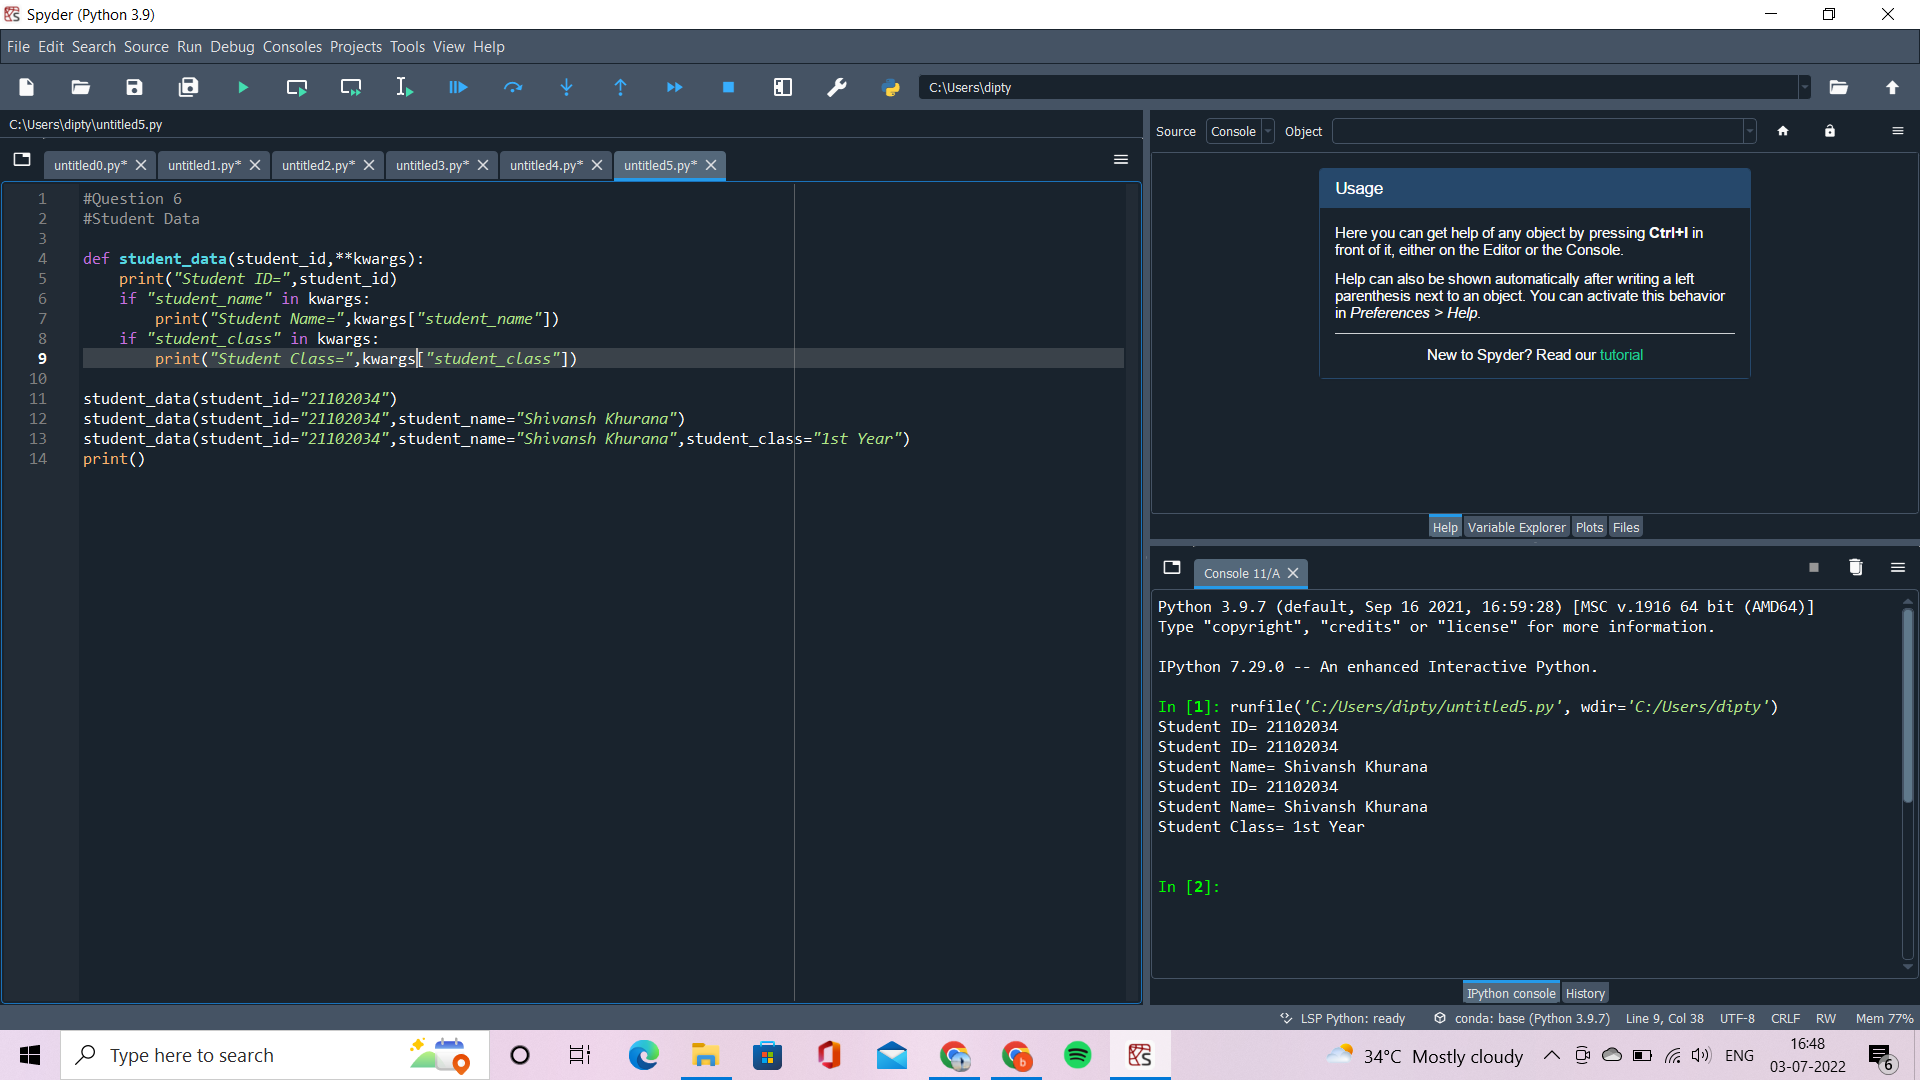 Spyder (Python 3.9)
File Edit Search Source Run Debug Consoles Projects Tools View Help
C:\Users\dipty
C:\Users\dipty\untitled5.py
untitled0.py* untitled1.py* untitled2.py* untitled3.py* untitled4.py* untitled5.py*
1 #Question 6
2 #Student Data
3
4 def student_data(student_id,**kwargs):
5 print("Student ID=",student_id)
6 if "student_name" in kwargs:
7 print("Student Name=",kwargs["student_name"])
8 if "student_class" in kwargs:
9 print("Student Class=",kwargs["student_class"])
10
11 student_data(student_id="21102034")
12 student_data(student_id="21102034",student_name="Shivansh Khurana")
13 student_data(student_id="21102034",student_name="Shivansh Khurana",student_class="1st Year")
14 print()
Source Console Object
Usage
Here you can get help of any object by pressing Ctrl+I in
front of it, either on the Editor or the Console.
Help can also be shown automatically after writing a left
parenthesis next to an object. You can activate this behavior
in Preferences > Help.
New to Spyder? Read our tutorial
Help Variable Explorer Plots Files
Console 11/A
Python 3.9.7 (default, Sep 16 2021, 16:59:28) [MSC v.1916 64 bit (AMD64)]
Type "copyright", "credits" or "license" for more information.
IPython 7.29.0 -- An enhanced Interactive Python.
In [1]: runfile('C:/Users/dipty/untitled5.py', wdir='C:/Users/dipty')
Student ID= 21102034
Student ID= 21102034
Student Name= Shivansh Khurana
Student ID= 21102034
Student Name= Shivansh Khurana
Student Class= 1st Year
In [2]:
IPython console History
LSP Python: ready conda: base (Python 3.9.7) Line 9, Col 38 UTF-8 CRLF RW Mem 77%
Type here to search
34°C Mostly cloudy ENG
16:48
03-07-2022
6